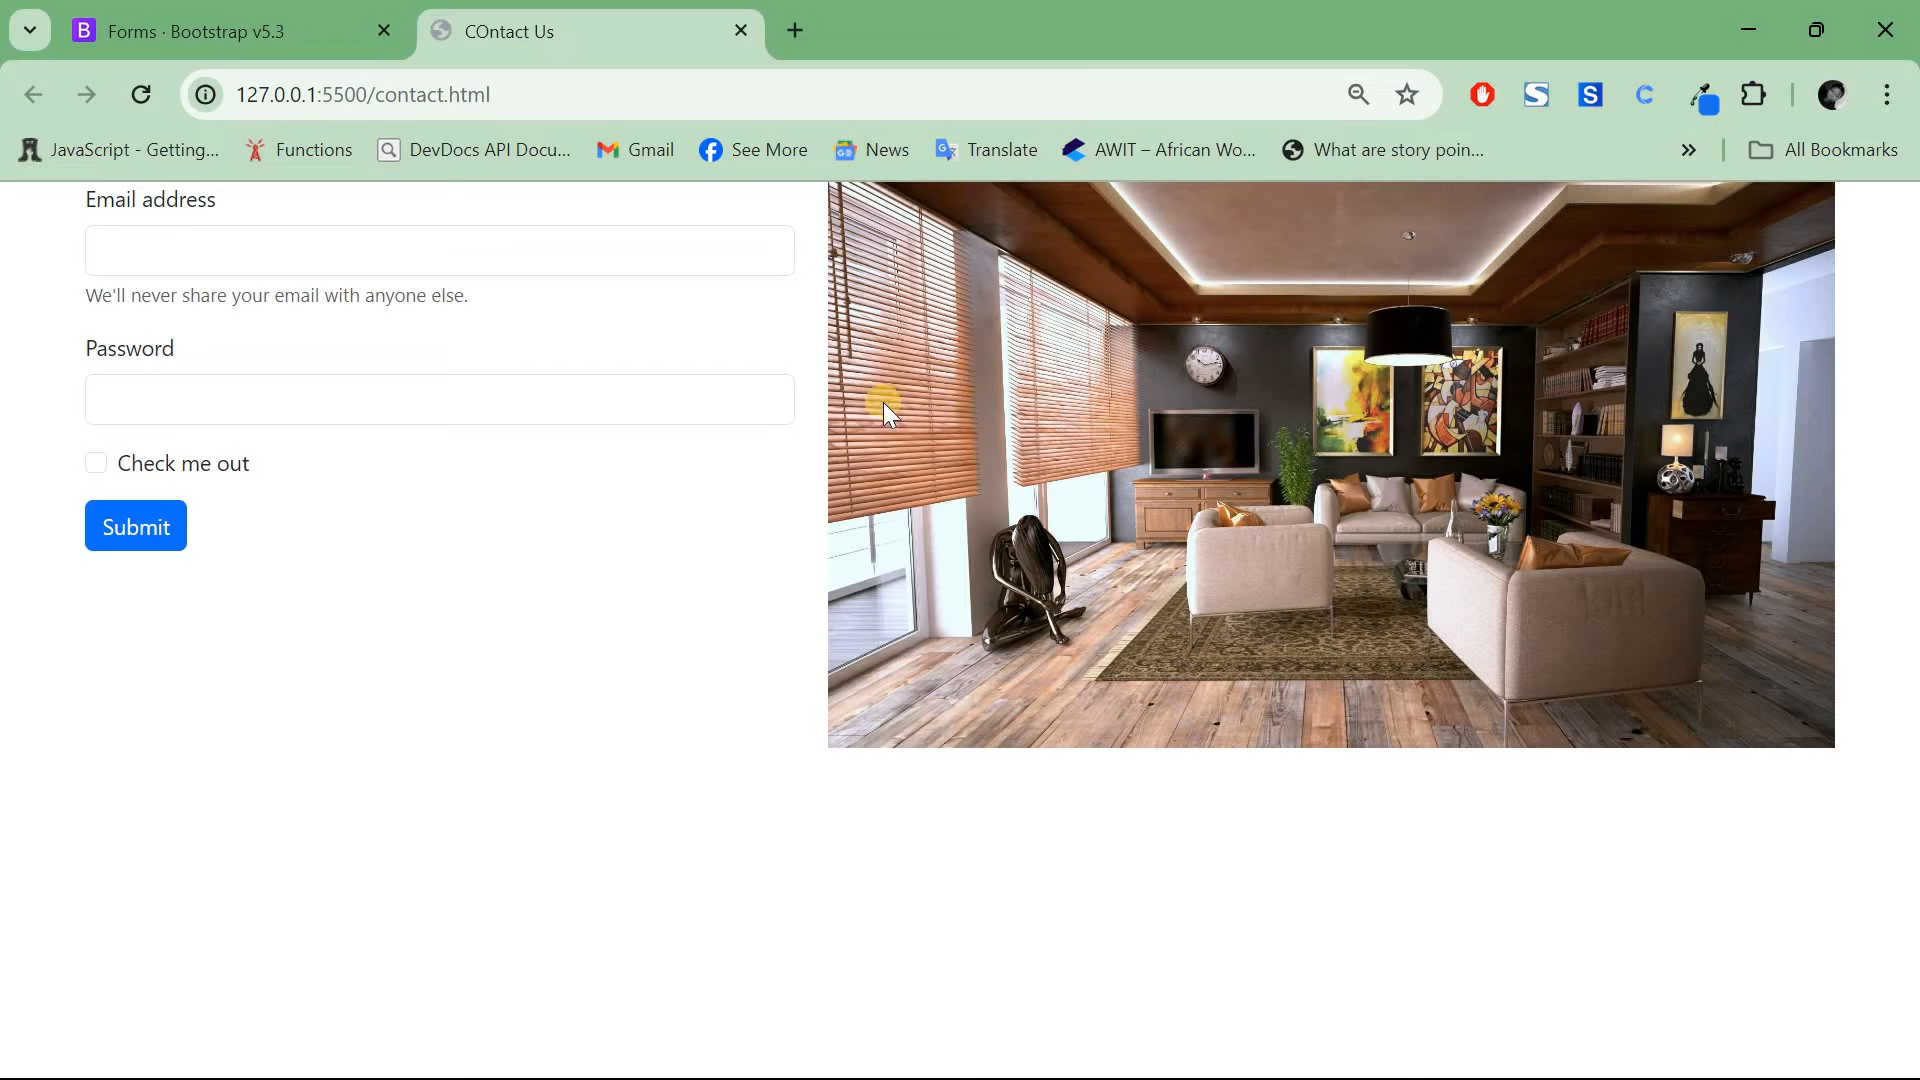 B Forms · Bootstrap v5.3
COntact Us
127.0.0.1:5500/contact.html
S
C
JavaScript - Getting...
Functions
DevDocs API Docu...
Gmail
See More
News
Translate
AWIT – African Wo...
What are story poin...
»
All Bookmarks
Email address
We'll never share your email with anyone else.
Password
Check me out
Submit